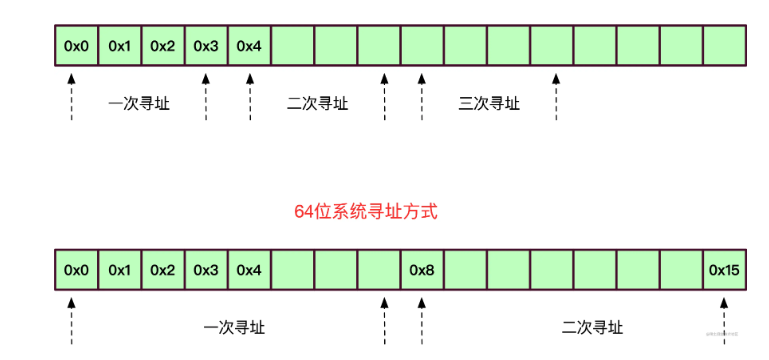 0x0 0x1 0x2 0x3 0x4
一次寻址 二次寻址 三次寻址
64位系统寻址方式
0x0 0x1 0x2 0x3 0x4 0x8 0x15
一次寻址 二次寻址